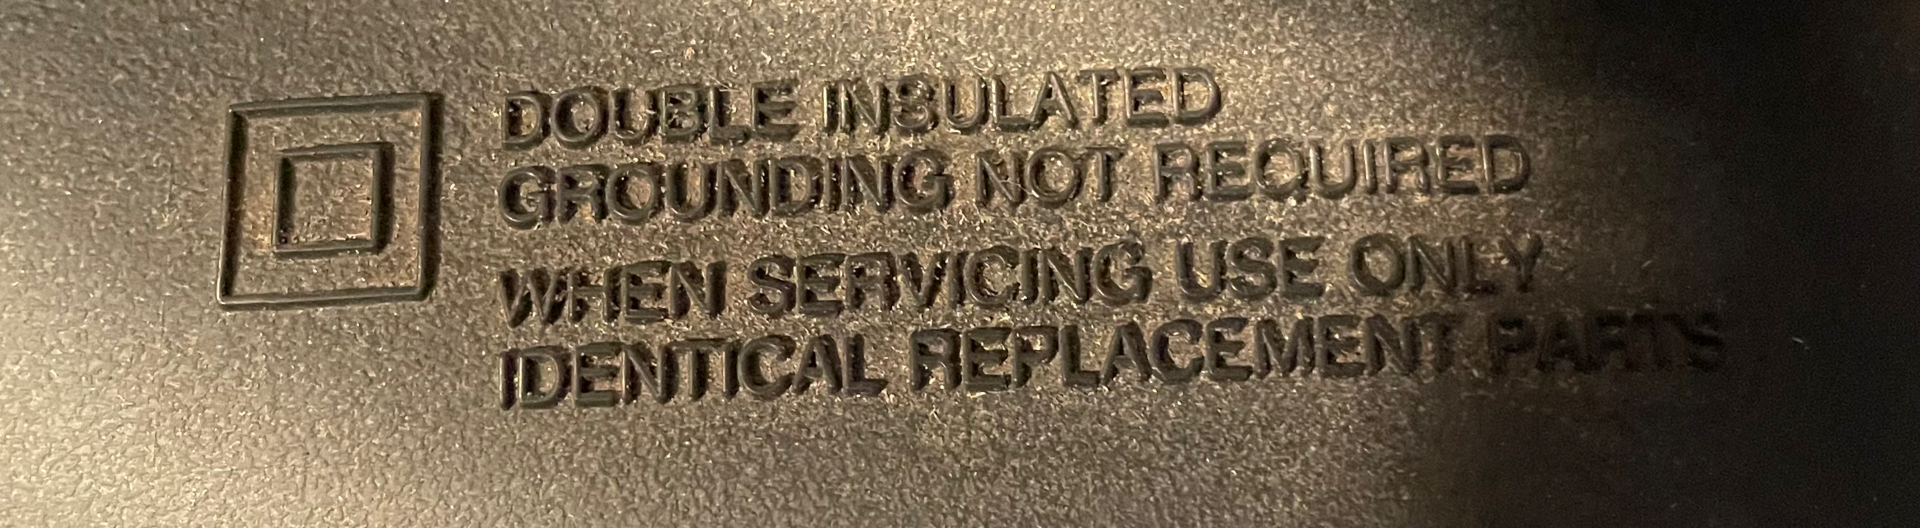 DOUBLE INSULATED
GROUNDING NOT REQUIRED
WHEN SERVICING USE ONLY
IDENTICAL REPLACEMENT PARTS